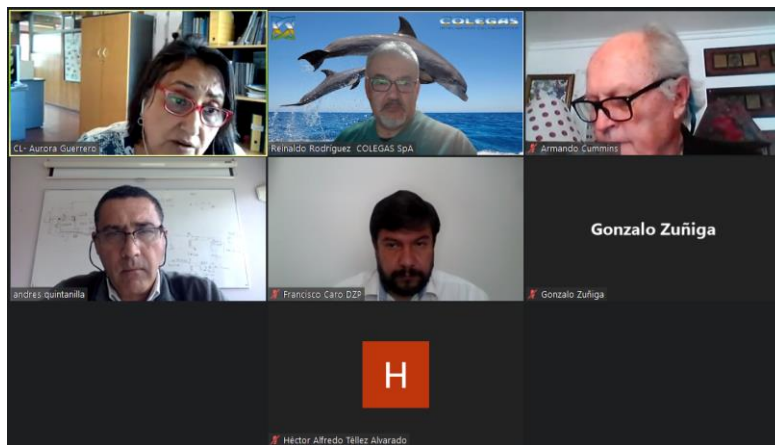 COLEGAS
CL- Aurora Guerrero
Reinaldo Rodríguez COLEGAS SpA
Armando Cummins
andres quintanilla
Francisco Caro DZP
Gonzalo Zuñiga
Gonzalo Zuñiga
H
Héctor Alfredo Téllez Alvarado